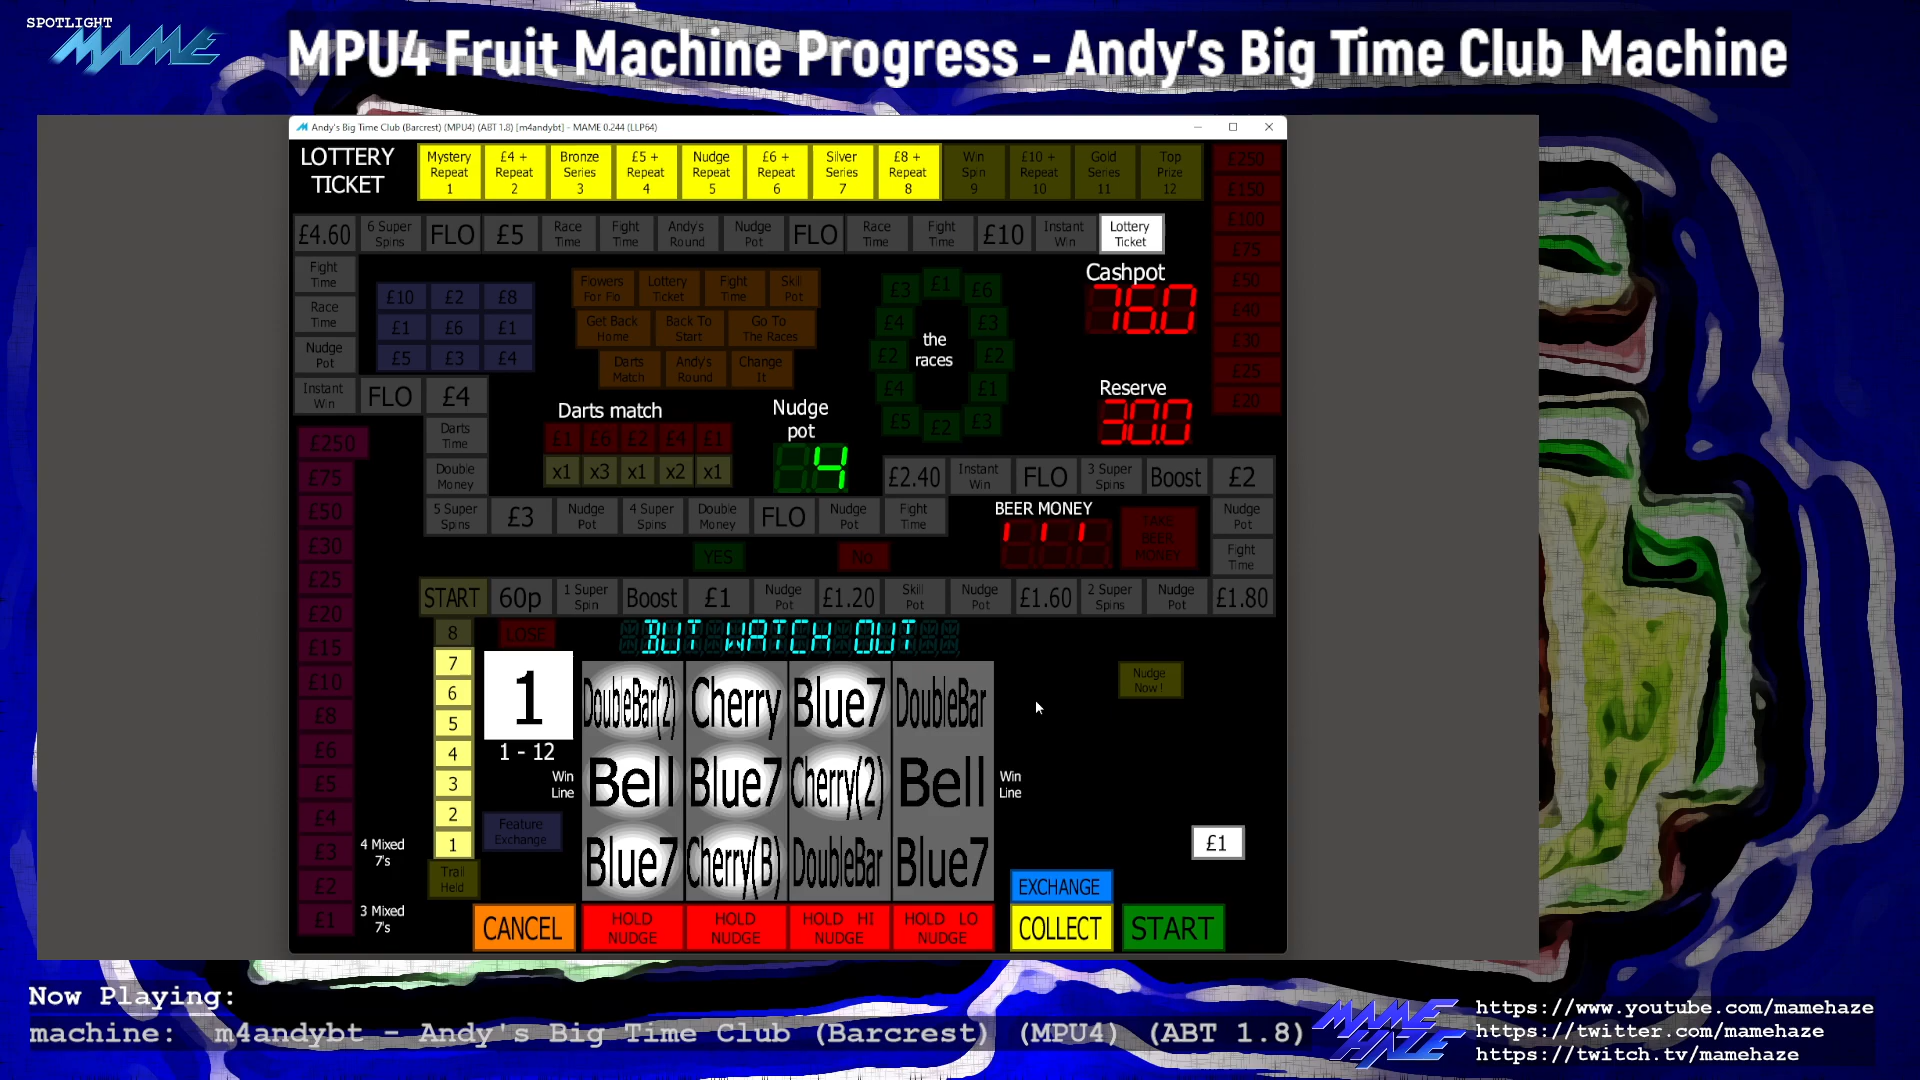 SPOTLIGHT
MAME
MPU4 Fruit Machine Progress - Andy's Big Time Club Machine
Andy's Big Time Club (Barcrest) (MPU4) (ABT 1.8) [m4andybt] - MAME 0.244 (LLP64)
LOTTERY TICKET
Mystery Repeat 1
£4 + Repeat 2
Bronze Series 3
£5 + Repeat 4
Nudge Repeat 5
£6 + Repeat 6
Silver Series 7
£8 + Repeat 8
Win Spin 9
£10 + Repeat 10
Gold Series 11
Top Prize 12
£250
£150
£100
£75
£50
£40
£30
£25
£20
£4.60
6 Super Spins
FLO
£5
Race Time
Fight Time
Andy's Round
Nudge Pot
FLO
Race Time
Fight Time
£10
Instant Win
Lottery Ticket
Fight Time
Race Time
Nudge Pot
Instant Win
FLO
£4
Darts Time
Double Money
£10 £2 £8
£1 £6 £1
£5 £3 £4
Flowers For Flo
Lottery Ticket
Fight Time
Skill Pot
Get Back Home
Back To Start
Go To The Races
Darts Match
Andy's Round
Change It
£3 £1 £6
£4 £3
£2 £2
£4 £1
£5 £2 £3
the races
Cashpot
76.0
Reserve
30.0
Darts match
£1 £6 £2 £4 £1
x1 x3 x1 x2 x1
Nudge pot
4
£2.40
Instant Win
FLO
3 Super Spins
Boost
£2
5 Super Spins
£3
Nudge Pot
4 Super Spins
Double Money
FLO
Nudge Pot
Fight Time
BEER MONEY
TAKE BEER MONEY
Nudge Pot
Fight Time
YES
No
START
60p
1 Super Spin
Boost
£1
Nudge Pot
£1.20
Skill Pot
Nudge Pot
£1.60
2 Super Spins
Nudge Pot
£1.80
£250
£75
£50
£30
£25
£20
£15
£10
£8
£6
£5
£4
£3
£2
£1
4 Mixed 7's
3 Mixed 7's
8
7
6
5
4
3
2
1
Trail Held
LOSE
1
1 - 12
Feature Exchange
BUT WATCH OUT
DoubleBar(2) Cherry Blue7 DoubleBar
Win Line
Bell Blue7 Cherry(2) Bell
Win Line
Blue7 Cherry(B) DoubleBar Blue7
Nudge Now!
£1
CANCEL
HOLD NUDGE
HOLD NUDGE
HOLD HI NUDGE
HOLD LO NUDGE
EXCHANGE
COLLECT
START
Now Playing:
machine: m4andybt - Andy's Big Time Club (Barcrest) (MPU4) (ABT 1.8)
MAME HAZE
https://www.youtube.com/mamehaze
https://twitter.com/mamehaze
https://twitch.tv/mamehaze